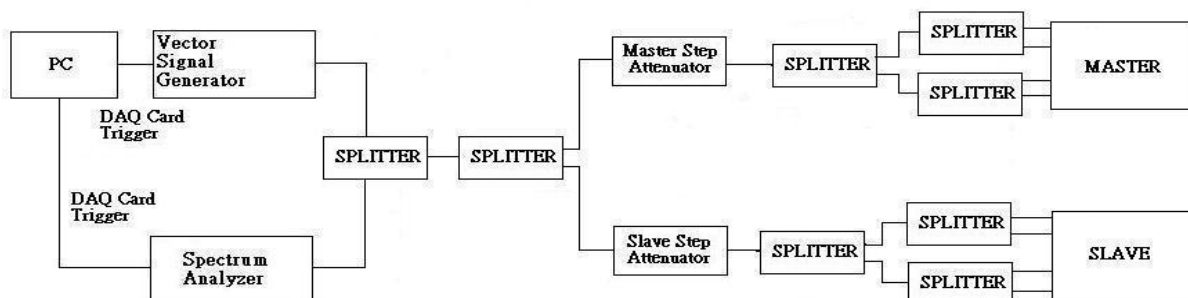 PC
Vector
Signal
Generator
DAQ Card
Trigger
DAQ Card
Trigger
Spectrum
Analyzer
SPLITTER
SPLITTER
Master Step
Attenuator
SPLITTER
SPLITTER
SPLITTER
MASTER
Slave Step
Attenuator
SPLITTER
SPLITTER
SPLITTER
SLAVE